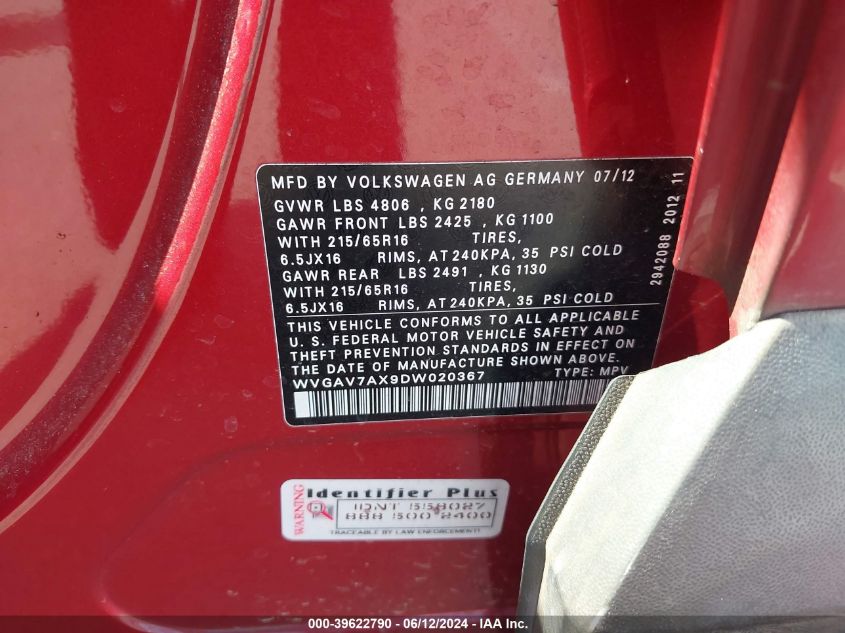 MFD BY VOLKSWAGEN AG GERMANY 07/12
GVWR LBS 4806 , KG 2180
GAWR FRONT LBS 2425 , KG 1100
WITH 215/65R16 TIRES,
6.5JX16 RIMS, AT 240KPA, 35 PSI COLD
GAWR REAR LBS 2491 , KG 1130
WITH 215/65R16 TIRES,
6.5JX16 RIMS, AT 240KPA, 35 PSI COLD
THIS VEHICLE CONFORMS TO ALL APPLICABLE
U. S. FEDERAL MOTOR VEHICLE SAFETY AND
THEFT PREVENTION STANDARDS IN EFFECT ON
THE DATE OF MANUFACTURE SHOWN ABOVE.
WVGAV7AX9DW020367 TYPE: MPV
2942088 2012 11
WARNING
Identifier Plus
IDNT 558027
888 500 2400
TRACEABLE BY LAW ENFORCEMENT!
000-39622790 - 06/12/2024 - IAA Inc.